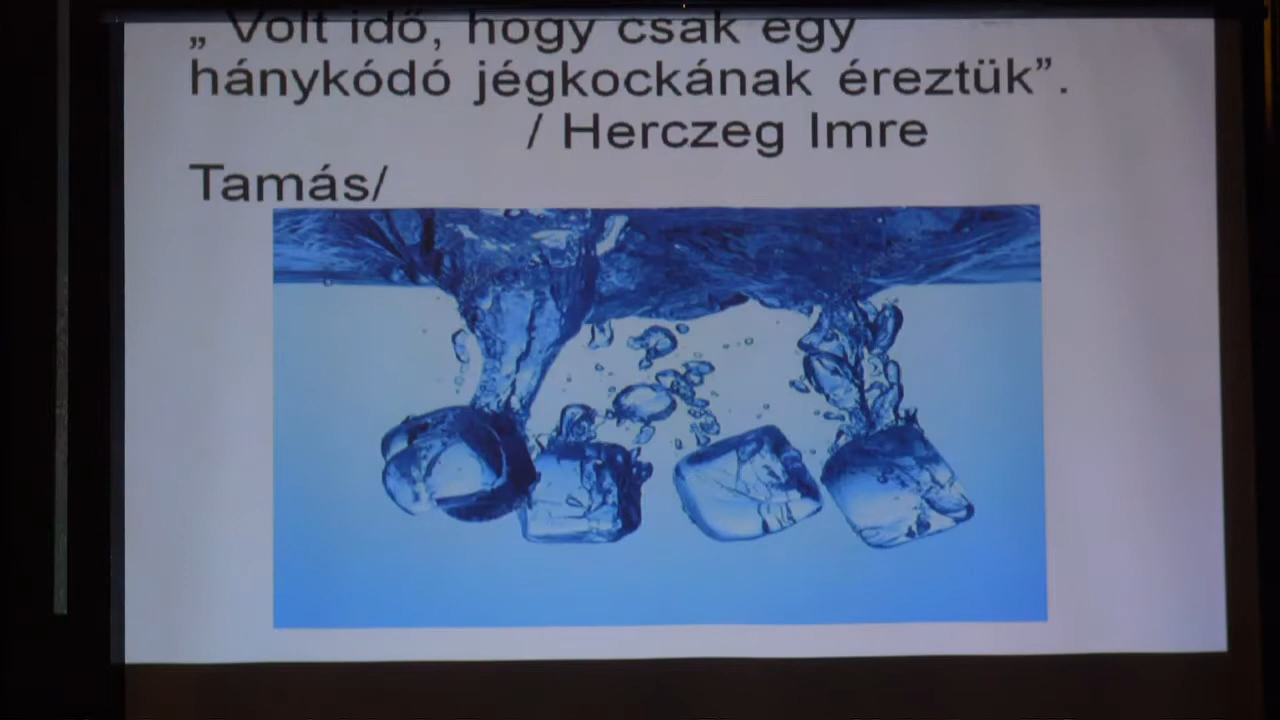 „ Volt idő, hogy csak egy
hánykódó jégkockának éreztük”.
/ Herczeg Imre
Tamás/